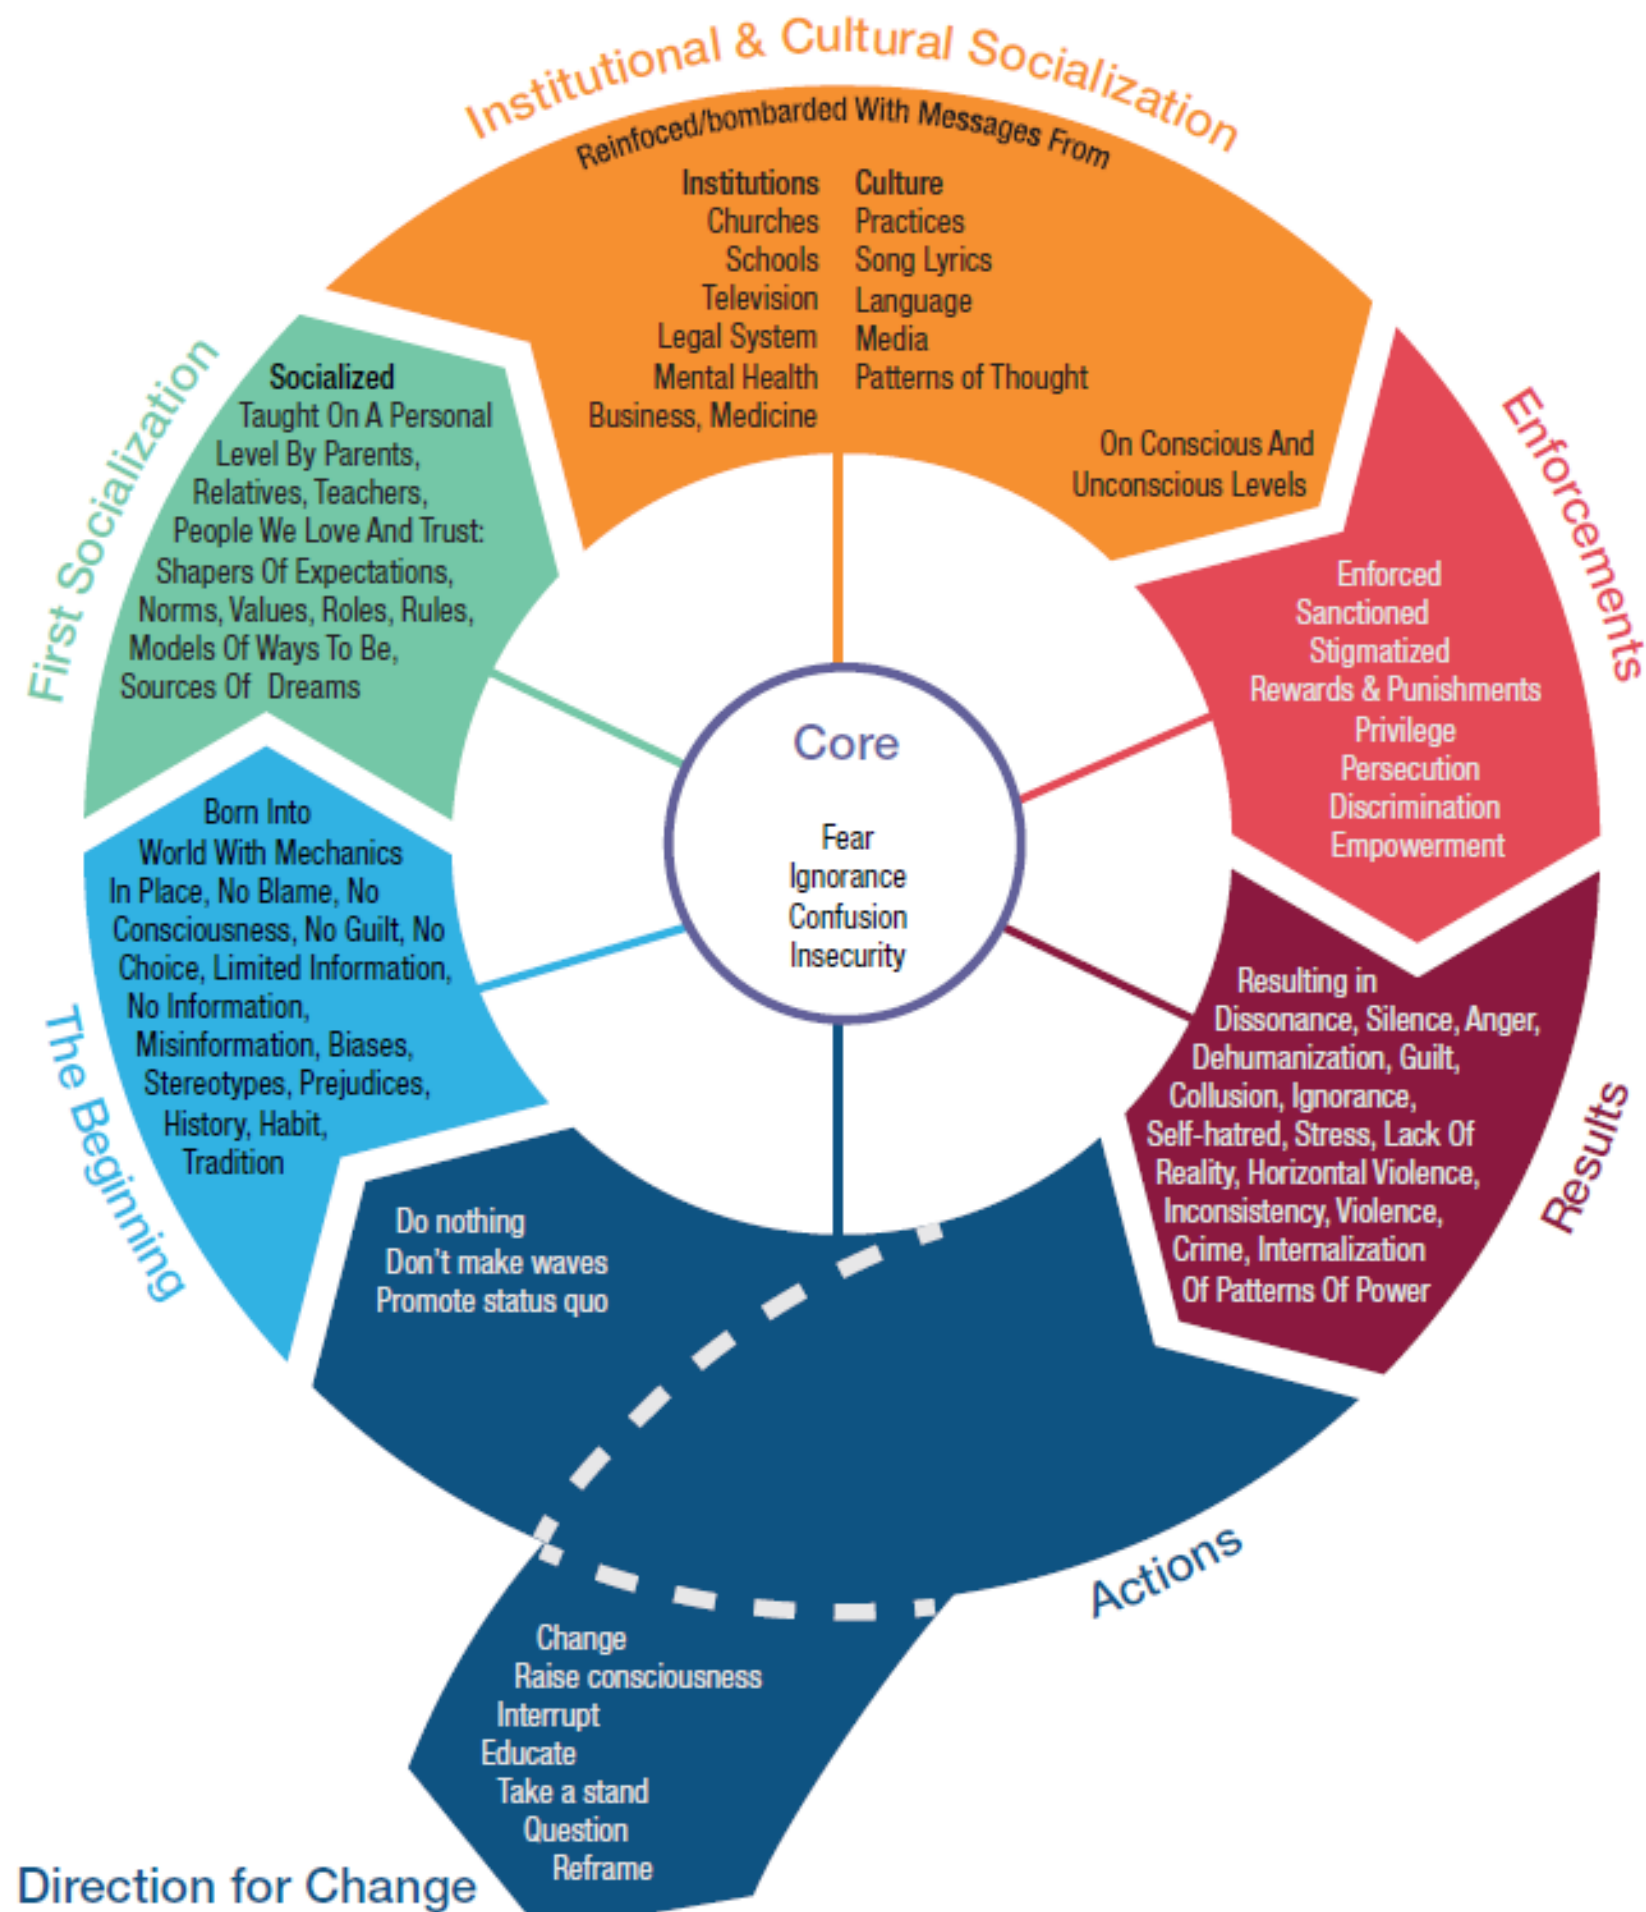 Institutional & Cultural Socialization
Reinfoced/bombarded With Messages From
Institutions
Churches
Schools
Television
Legal System
Mental Health
Business, Medicine
Culture
Practices
Song Lyrics
Language
Media
Patterns of Thought
On Conscious And
Unconscious Levels
Enforcements
Enforced
Sanctioned
Stigmatized
Rewards & Punishments
Privilege
Persecution
Discrimination
Empowerment
Results
Resulting in
Dissonance, Silence, Anger,
Dehumanization, Guilt,
Collusion, Ignorance,
Self-hatred, Stress, Lack Of
Reality, Horizontal Violence,
Inconsistency, Violence,
Crime, Internalization
Of Patterns Of Power
Actions
Do nothing
Don't make waves
Promote status quo
Change
Raise consciousness
Interrupt
Educate
Take a stand
Question
Reframe
Direction for Change
The Beginning
Born Into
World With Mechanics
In Place, No Blame, No
Consciousness, No Guilt, No
Choice, Limited Information,
No Information,
Misinformation, Biases,
Stereotypes, Prejudices,
History, Habit,
Tradition
First Socialization
Socialized
Taught On A Personal
Level By Parents,
Relatives, Teachers,
People We Love And Trust:
Shapers Of Expectations,
Norms, Values, Roles, Rules,
Models Of Ways To Be,
Sources Of Dreams
Core
Fear
Ignorance
Confusion
Insecurity